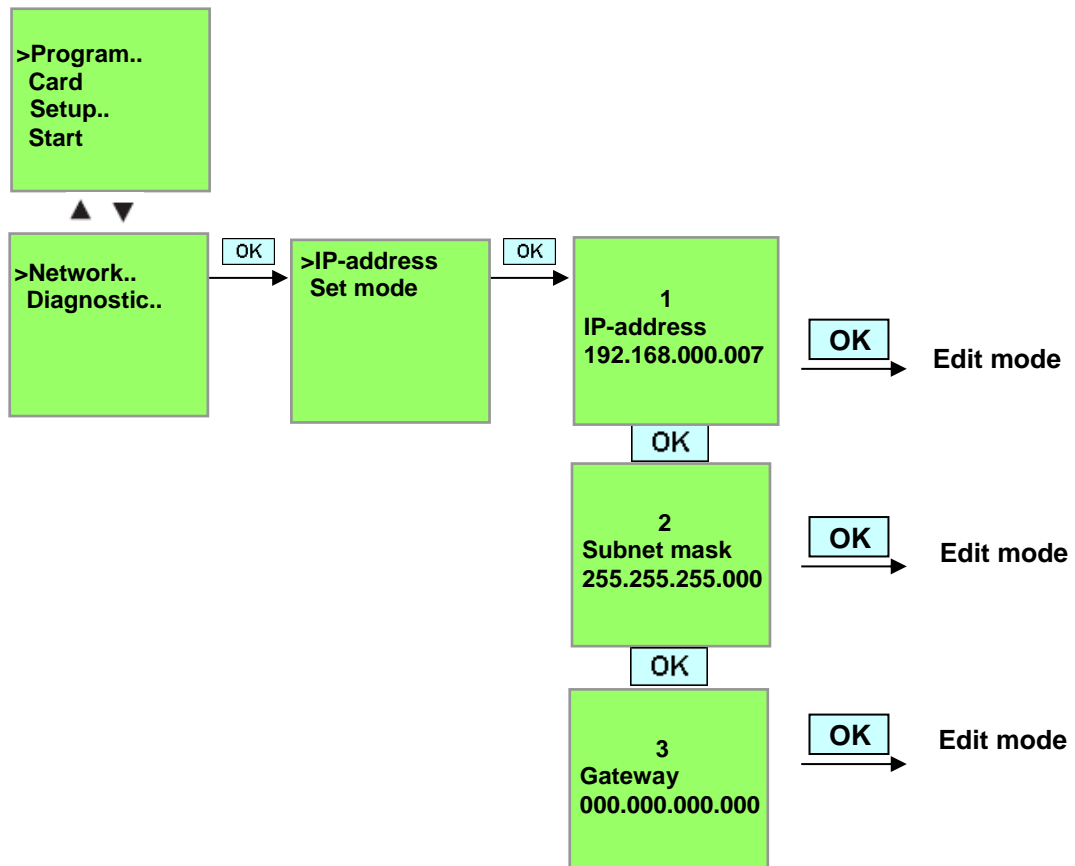 >Program..
Card
Setup..
Start
>Network..
Diagnostic..
OK
>IP-address
Set mode
OK
1
IP-address
192.168.000.007
OK
Edit mode
OK
2
Subnet mask
255.255.255.000
OK
Edit mode
OK
3
Gateway
000.000.000.000
OK
Edit mode